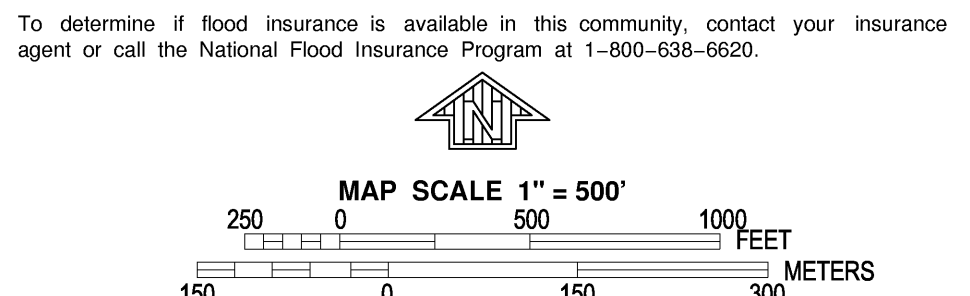 To determine if flood insurance is available in this community, contact your insurance
agent or call the National Flood Insurance Program at 1–800–638–6620.
N
MAP SCALE 1" = 500'
250 0 500 1000
FEET
METERS
150 0 150 300